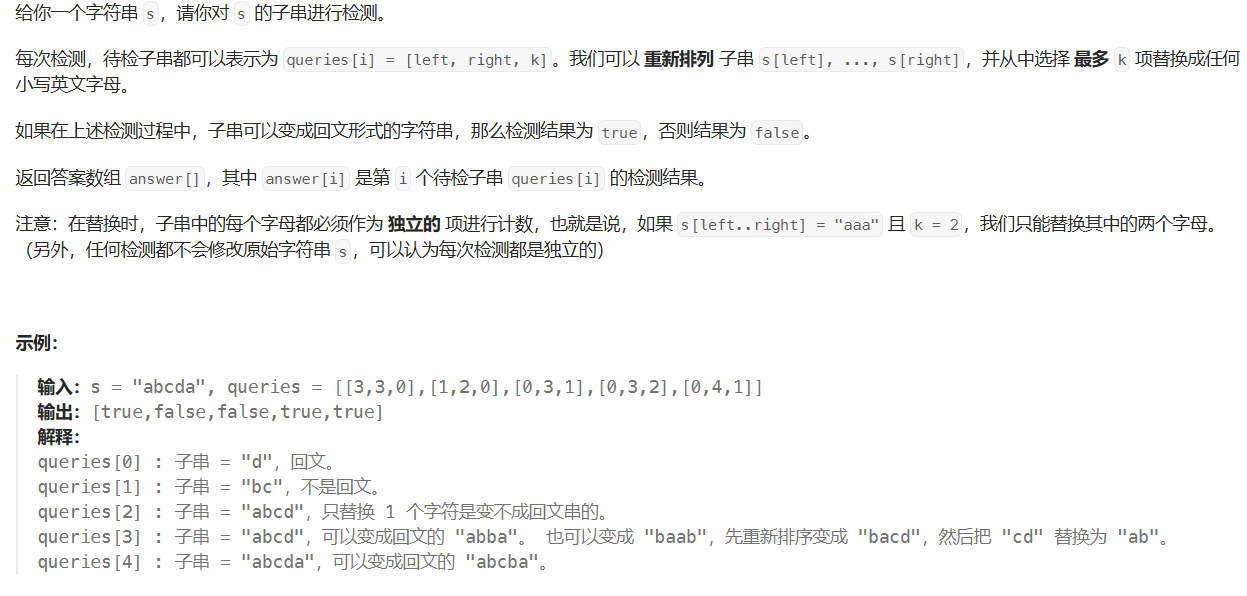 给你一个字符串 s，请你对 s 的子串进行检测。
每次检测，待检子串都可以表示为 queries[i] = [left, right, k]。我们可以 重新排列 子串 s[left], ..., s[right]，并从中选择 最多 k 项替换成任何
小写英文字母。
如果在上述检测过程中，子串可以变成回文形式的字符串，那么检测结果为 true，否则结果为 false。
返回答案数组 answer[]，其中 answer[i] 是第 i 个待检子串 queries[i] 的检测结果。
注意：在替换时，子串中的每个字母都必须作为 独立的 项进行计数，也就是说，如果 s[left..right] = "aaa" 且 k = 2，我们只能替换其中的两个字母。
（另外，任何检测都不会修改原始字符串 s，可以认为每次检测都是独立的）
示例：
输入：s = "abcda", queries = [[3,3,0],[1,2,0],[0,3,1],[0,3,2],[0,4,1]]
输出：[true,false,false,true,true]
解释：
queries[0] : 子串 = "d"，回文。
queries[1] : 子串 = "bc"，不是回文。
queries[2] : 子串 = "abcd"，只替换 1 个字符是变不成回文串的。
queries[3] : 子串 = "abcd"，可以变成回文的 "abba"。 也可以变成 "baab"，先重新排序变成 "bacd"，然后把 "cd" 替换为 "ab"。
queries[4] : 子串 = "abcda"，可以变成回文的 "abcba"。